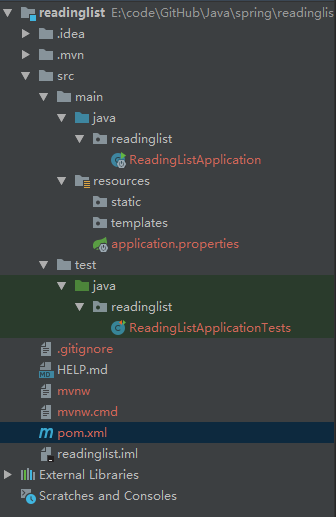 readinglist E:\code\GitHub\Java\spring\readinglis
.idea
.mvn
src
main
java
readinglist
ReadingListApplication
resources
static
templates
application.properties
test
java
readinglist
ReadingListApplicationTests
.gitignore
MD HELP.md
mvnw
mvnw.cmd
m pom.xml
readinglist.iml
External Libraries
Scratches and Consoles